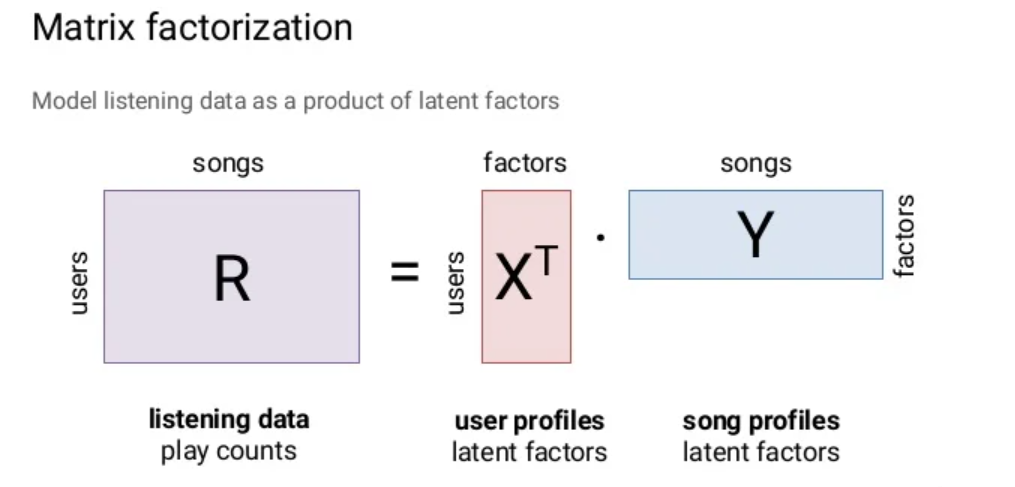 Matrix factorization
Model listening data as a product of latent factors
songs
factors
songs
users
R
=
users
X^T
·
Y
factors
listening data
play counts
user profiles
latent factors
song profiles
latent factors